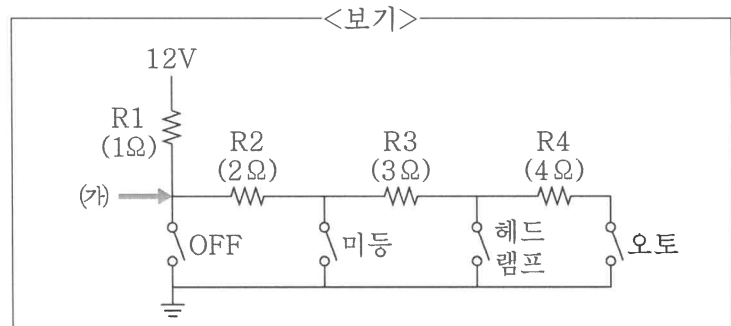 <보기>
12V
R1
(1Ω)
R2
(2Ω)
R3
(3Ω)
R4
(4Ω)
(가)
OFF
미등
헤드
램프
오토